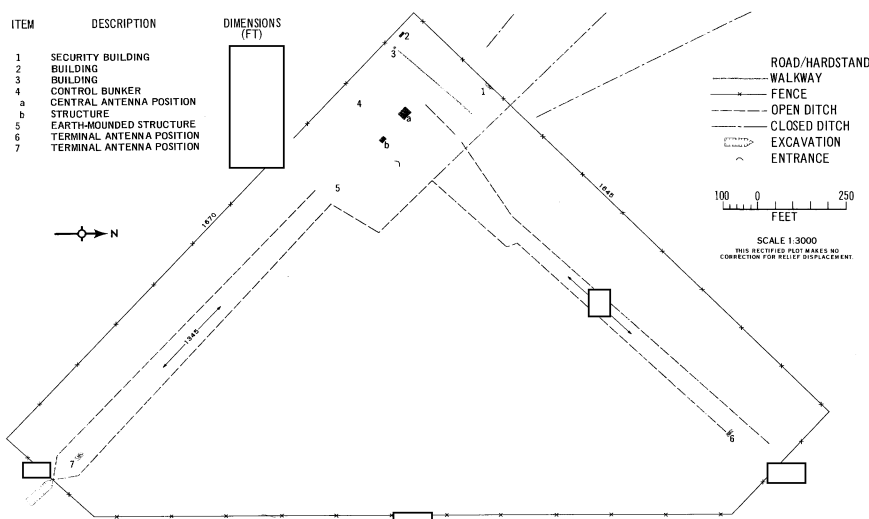 ITEM DESCRIPTION DIMENSIONS (FT)
1 SECURITY BUILDING
2 BUILDING
3 BUILDING
4 CONTROL BUNKER
a CENTRAL ANTENNA POSITION
b STRUCTURE
5 EARTH-MOUNDED STRUCTURE
6 TERMINAL ANTENNA POSITION
7 TERMINAL ANTENNA POSITION
ROAD/HARDSTAND
WALKWAY
FENCE
OPEN DITCH
CLOSED DITCH
EXCAVATION
ENTRANCE
100 0 250
FEET
SCALE 1:3000
THIS RECTIFIED PLOT MAKES NO
CORRECTION FOR RELIEF DISPLACEMENT.
N
2
3
1
4
a
b
5
1670
1645
1345
7
6